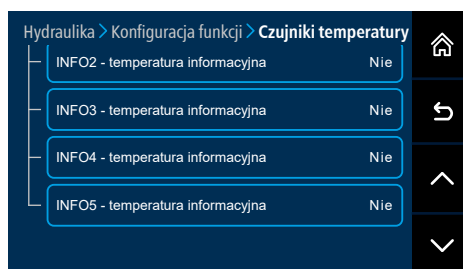 Hydraulika > Konfiguracja funkcji > Czujniki temperatury
INFO2 - temperatura informacyjna Nie
INFO3 - temperatura informacyjna Nie
INFO4 - temperatura informacyjna Nie
INFO5 - temperatura informacyjna Nie